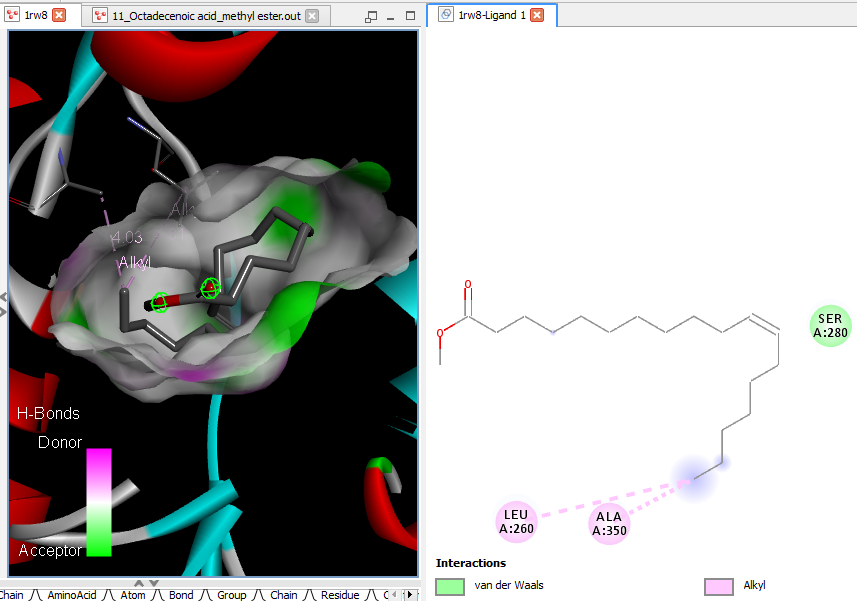 1rw8
11_Octadecenoic acid_methyl ester.out
1rw8-Ligand 1
Alk
4.03
Alkyl
H-Bonds
Donor
Acceptor
O
O
SER
A:280
LEU
A:260
ALA
A:350
Interactions
van der Waals
Alkyl
Chain
AminoAcid
Atom
Bond
Group
Chain
Residue
C